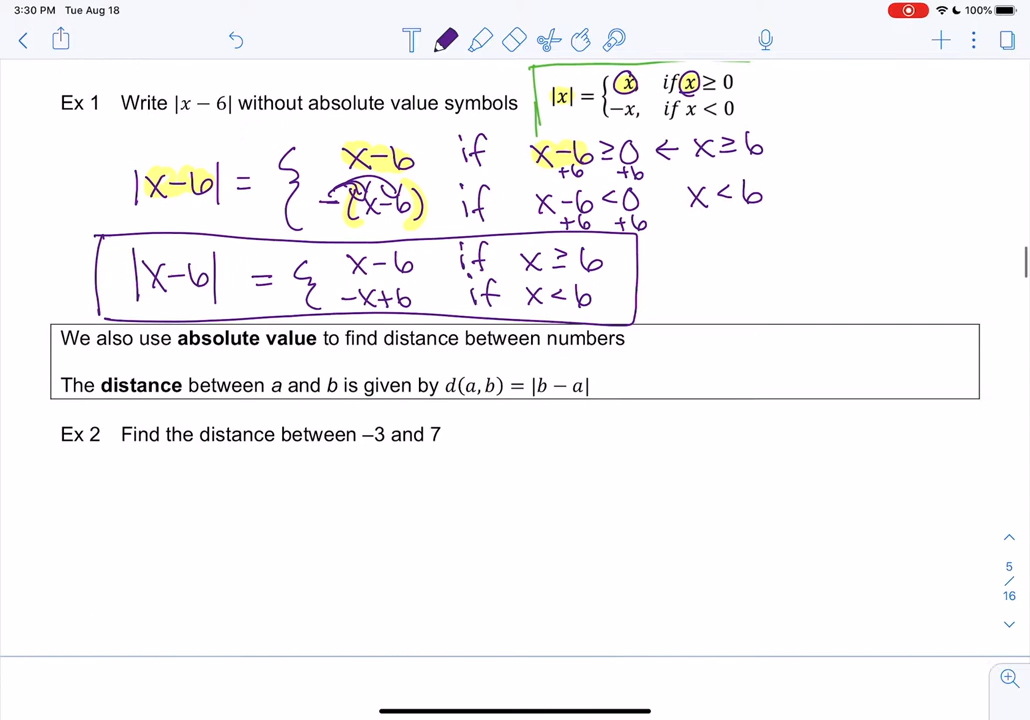 3:30 PM Tue Aug 18
100%
Ex 1 Write |x − 6| without absolute value symbols
|x| = { x, if x ≥ 0
−x, if x < 0
|x−6| = { x−6 if x−6 ≥ 0 ← x ≥ 6
+6 +6
−(x−6) if x−6 < 0 x < 6
+6 +6
|x−6| = { x−6 if x ≥ 6
−x+6 if x < 6
We also use absolute value to find distance between numbers
The distance between a and b is given by d(a, b) = |b − a|
Ex 2 Find the distance between –3 and 7
5
/
16